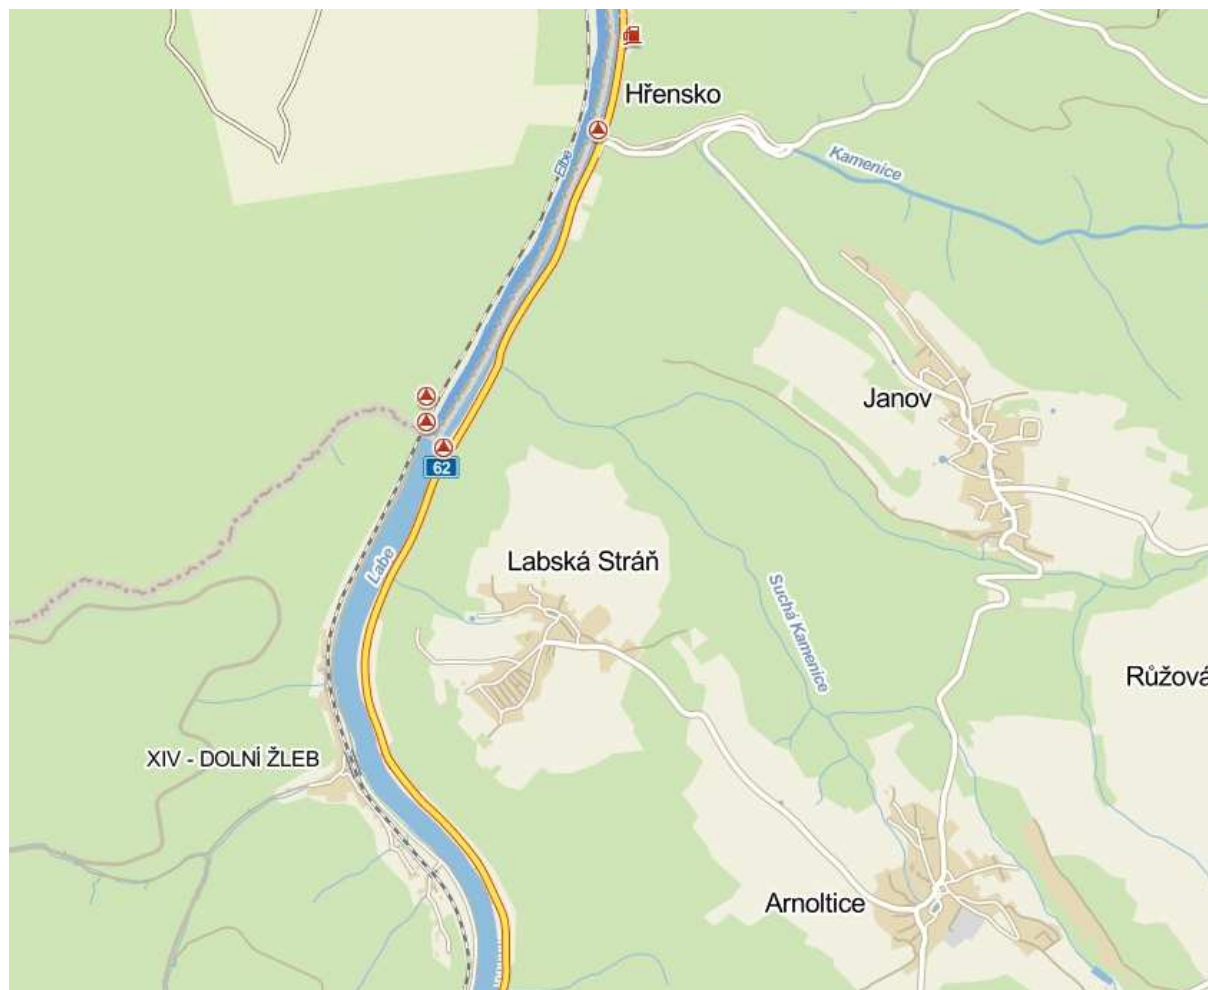 Hřensko
Elbe
Kamenice
Janov
62
Labe
Labská Stráň
Suchá Kamenice
Růžová
XIV - DOLNÍ ŽLEB
Arnoltice